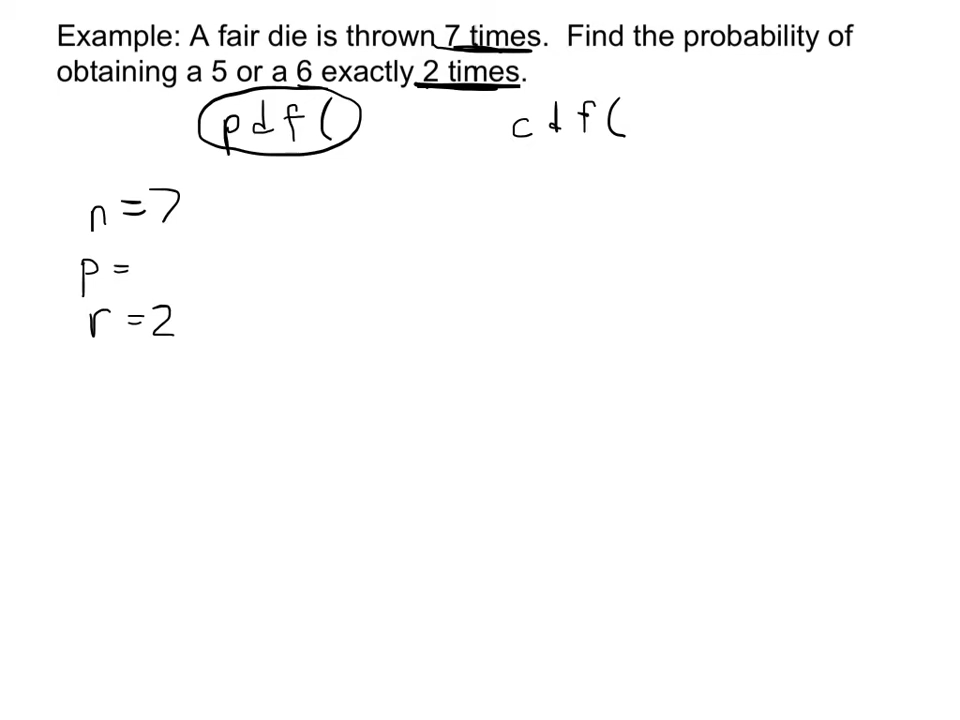 Example: A fair die is thrown 7 times. Find the probability of
obtaining a 5 or a 6 exactly 2 times.
pdf( cdf(
n=7
p=
r=2